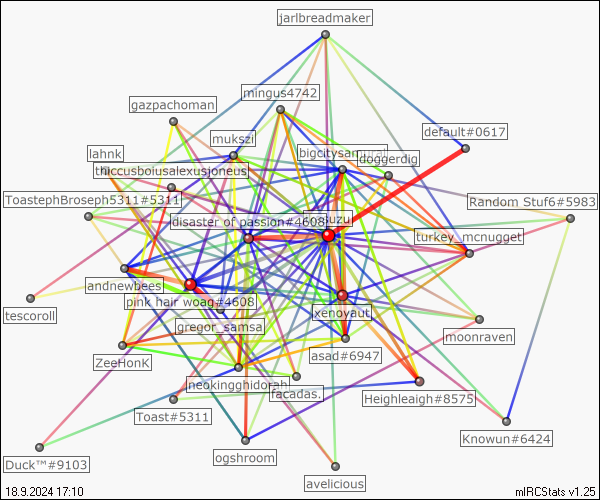 jarlbreadmaker
mingus4742
gazpachoman
default#0617
mukszi
bigcitysamurai
lahnk
doggerdig
thiccusboiusalexusjoneus
ToastephBroseph5311#5311
Random Stuf6#5983
disaster of passion#4608
turkey_mcnugget
andnewbees
pink hair woag#4608
xenoyaut
tescoroll
gregor_samsa
moonraven
ZeeHonK
asad#6947
neokingghidorah
facadas.
Heighleaigh#8575
Toast#5311
Knowun#6424
ogshroom
Duck™#9103
avelicious
18.9.2024 17:10
mIRCStats v1.25